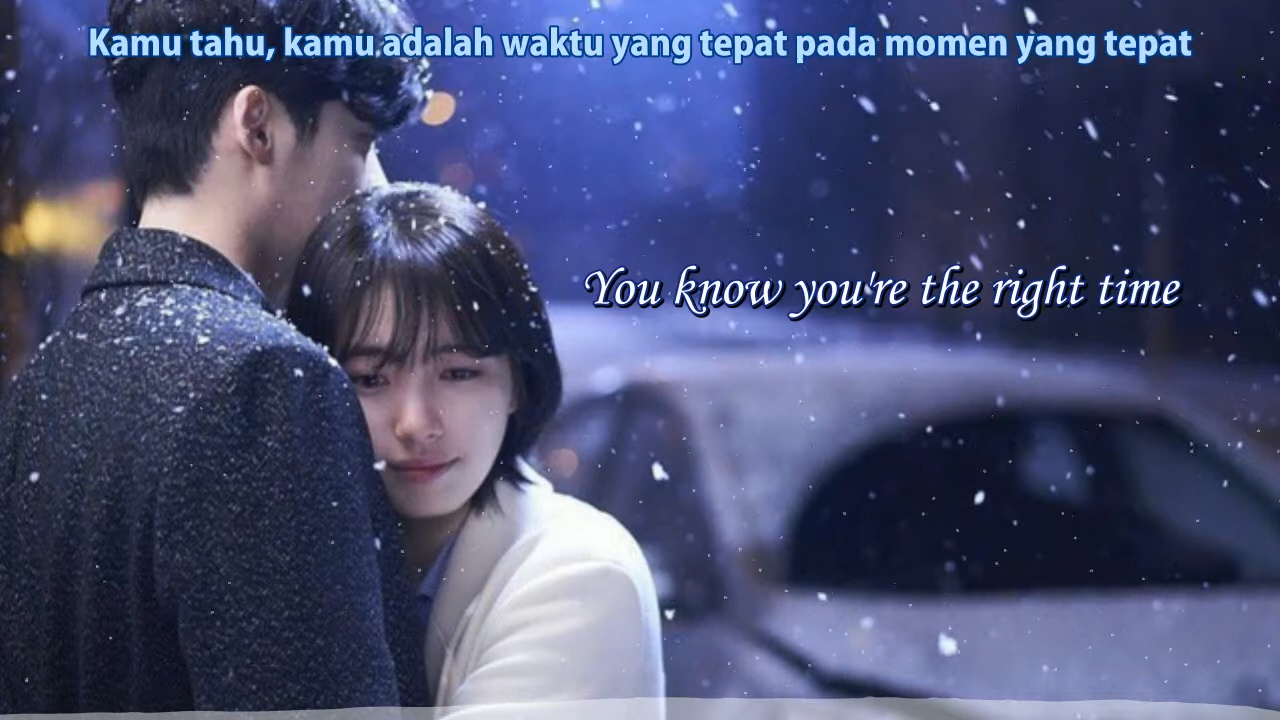 Kamu tahu, kamu adalah waktu yang tepat pada momen yang tepat
You know you're the right time